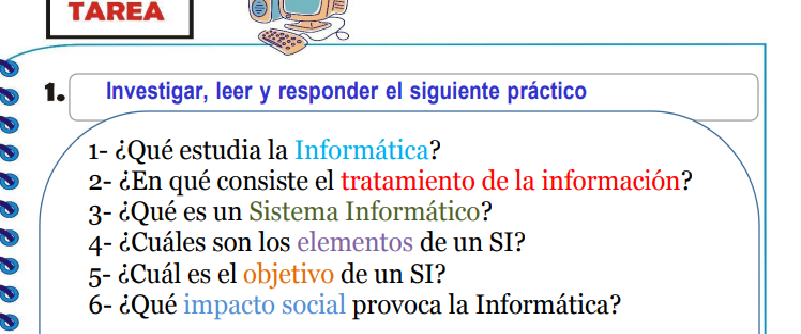 TAREA
1. Investigar, leer y responder el siguiente práctico
1- ¿Qué estudia la Informática?
2- ¿En qué consiste el tratamiento de la información?
3- ¿Qué es un Sistema Informático?
4- ¿Cuáles son los elementos de un SI?
5- ¿Cuál es el objetivo de un SI?
6- ¿Qué impacto social provoca la Informática?